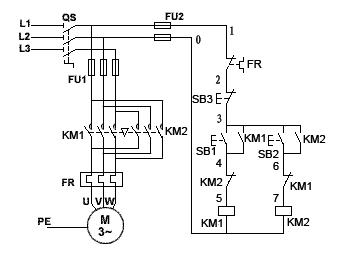 L1 QS FU2 1
L2 0
L3
FU1 FR
2
SB3
3
KM1 KM2 SB1 KM1 SB2 KM2
4 6
FR KM2 KM1
U V W 5 7
PE M 3~ KM1 KM2